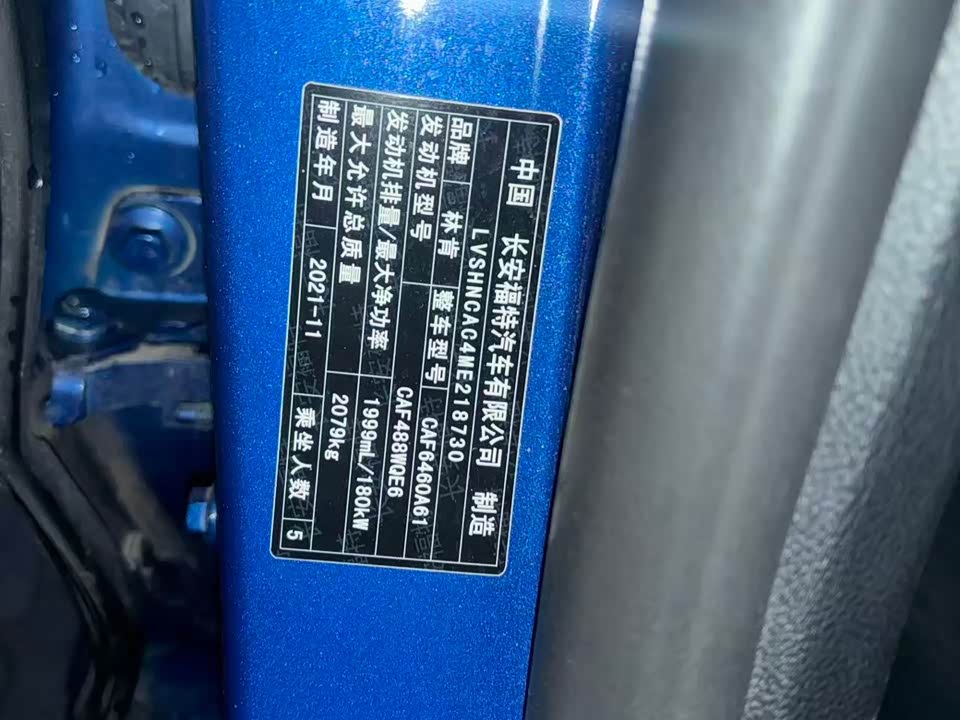 中国 长安福特汽车有限公司 制造
LVSHNCAC4ME218730
品牌 林肯 整车型号 CAF6460A61
发动机型号 CAF488WQE6
发动机排量/最大净功率 1999mL/180kW
最大允许总质量 2079kg
制造年月 2021-11 乘坐人数 5